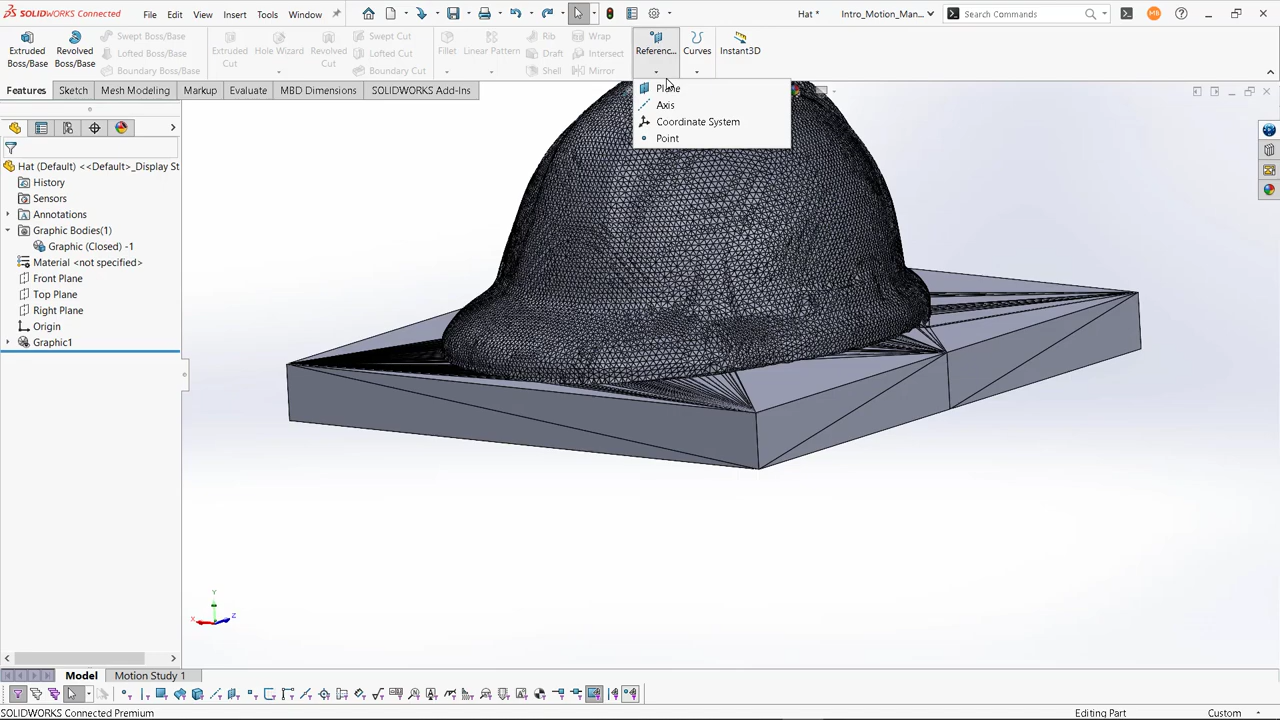 SOLIDWORKS Connected
File
Edit
View
Insert
Tools
Window
Hat *
Intro_Motion_Man...
Search Commands
MB
Extruded Boss/Base
Revolved Boss/Base
Swept Boss/Base
Lofted Boss/Base
Boundary Boss/Base
Extruded Cut
Hole Wizard
Revolved Cut
Swept Cut
Lofted Cut
Boundary Cut
Fillet
Linear Pattern
Rib
Draft
Shell
Wrap
Intersect
Mirror
Referenc...
Curves
Instant3D
Features
Sketch
Mesh Modeling
Markup
Evaluate
MBD Dimensions
SOLIDWORKS Add-Ins
Plane
Axis
Coordinate System
Point
Hat (Default) <<Default>_Display St
History
Sensors
Annotations
Graphic Bodies(1)
Graphic (Closed) -1
Material <not specified>
Front Plane
Top Plane
Right Plane
Origin
Graphic1
Y
X
Z
Model
Motion Study 1
SOLIDWORKS Connected Premium
Editing Part
Custom